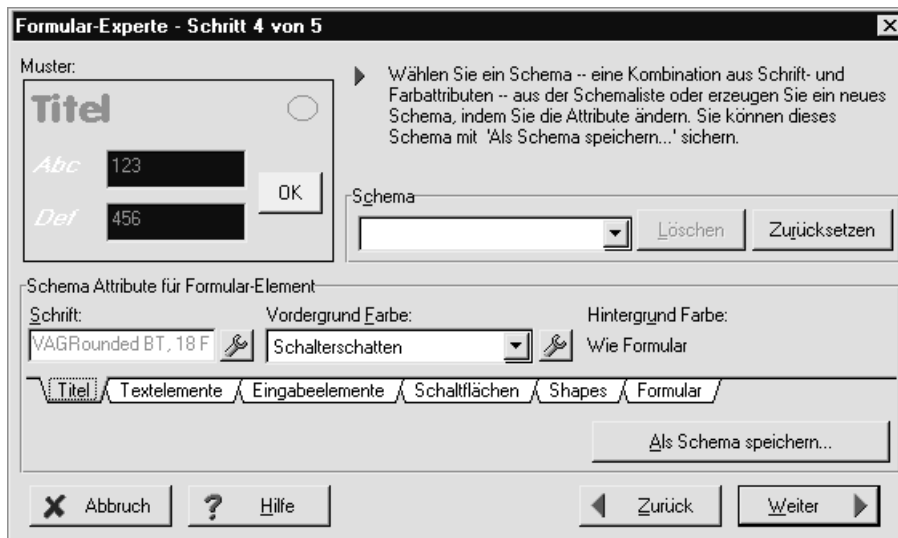 Formular-Experte - Schritt 4 von 5
Muster:
Titel
Abc 123
OK
Def 456
Wählen Sie ein Schema -- eine Kombination aus Schrift- und
Farbattributen -- aus der Schemaliste oder erzeugen Sie ein neues
Schema, indem Sie die Attribute ändern. Sie können dieses
Schema mit 'Als Schema speichern...' sichern.
Schema
Löschen Zurücksetzen
Schema Attribute für Formular-Element
Schrift: Vordergrund Farbe: Hintergrund Farbe:
VAGRounded BT, 18 F Schalterschatten Wie Formular
Titel Textelemente Eingabeelemente Schaltflächen Shapes Formular
Als Schema speichern...
Abbruch ? Hilfe Zurück Weiter